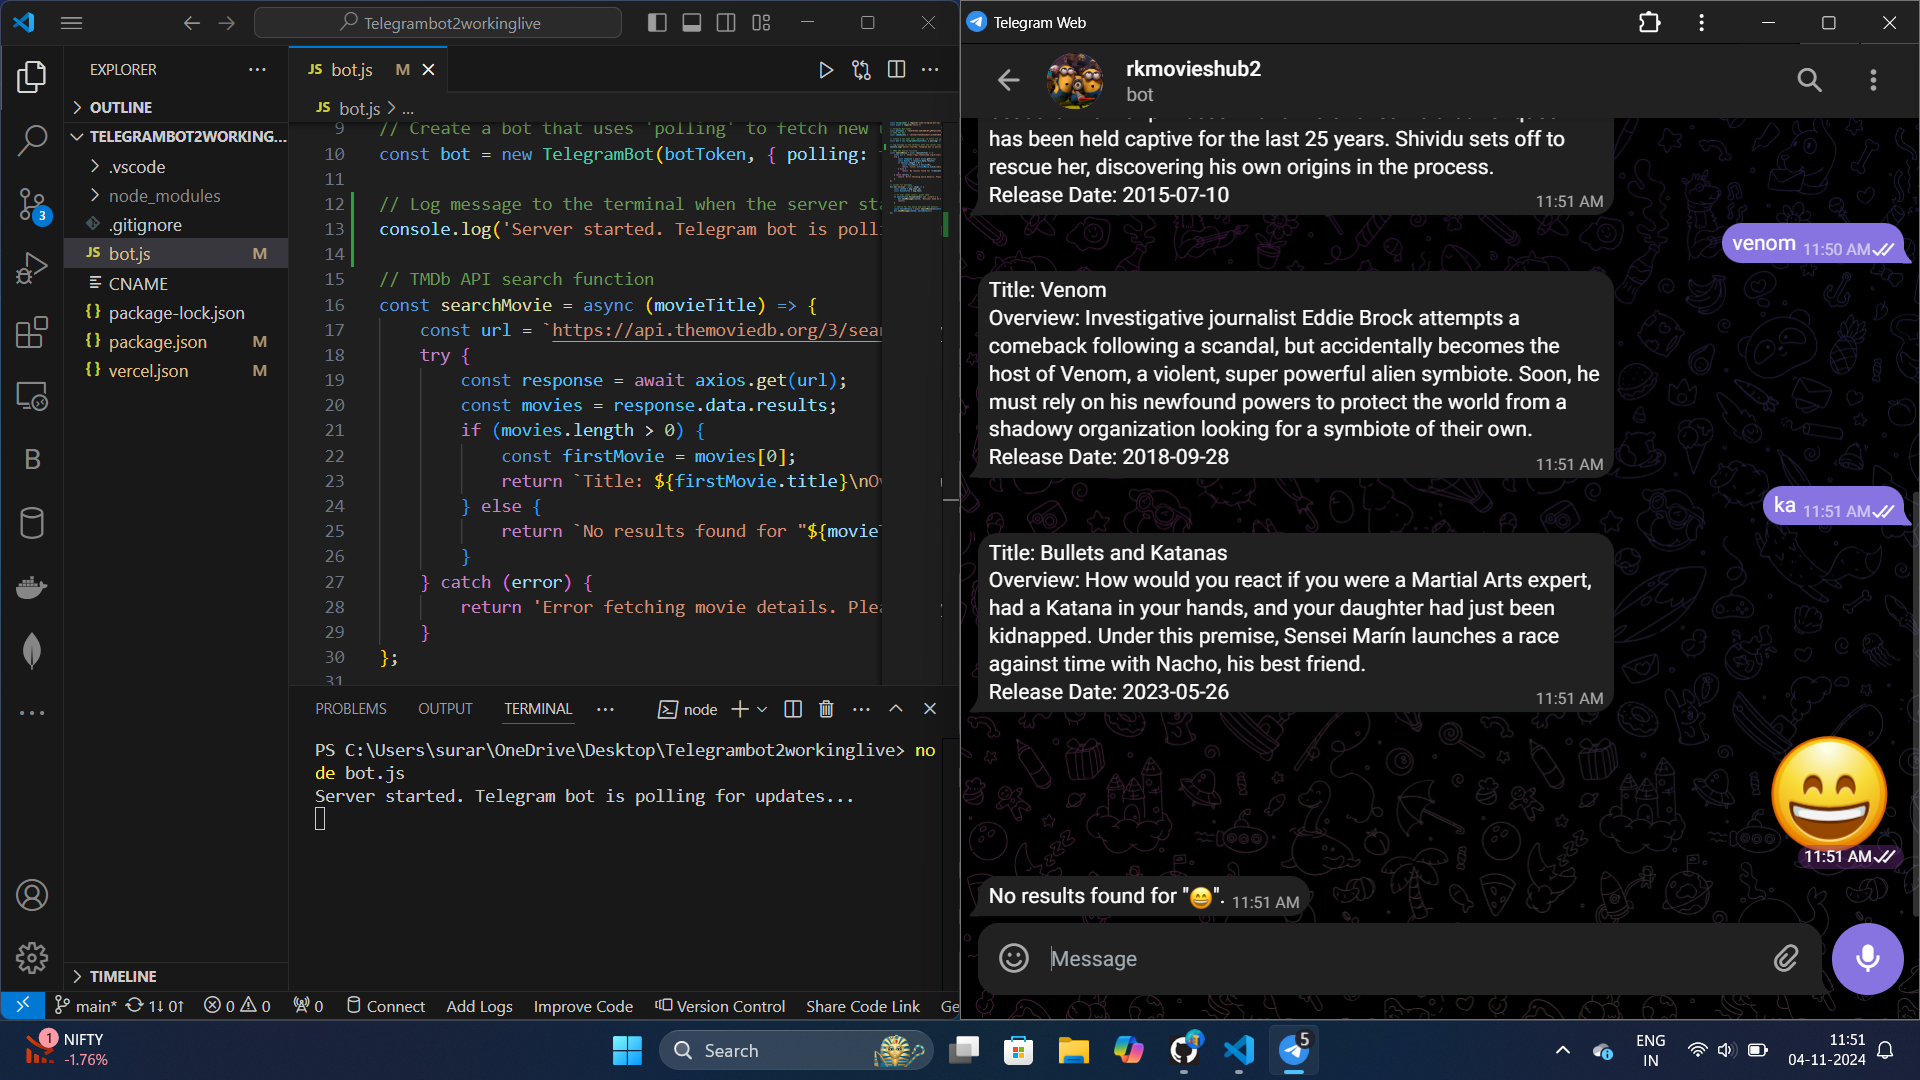 Telegrambot2workinglive
EXPLORER
OUTLINE
TELEGRAMBOT2WORKING...
.vscode
node_modules
.gitignore
JS bot.js M
CNAME
{} package-lock.json
{} package.json M
{} vercel.json M
TIMELINE
3
B
JS bot.js M
JS bot.js > ...
9 // Create a bot that uses 'polling' to fetch new
10 const bot = new TelegramBot(botToken, { polling:
11
12 // Log message to the terminal when the server sta
13 console.log('Server started. Telegram bot is poll
14
15 // TMDb API search function
16 const searchMovie = async (movieTitle) => {
17 const url = `https://api.themoviedb.org/3/sear
18 try {
19 const response = await axios.get(url);
20 const movies = response.data.results;
21 if (movies.length > 0) {
22 const firstMovie = movies[0];
23 return `Title: ${firstMovie.title}\nOv
24 } else {
25 return `No results found for "${movie
26 }
27 } catch (error) {
28 return 'Error fetching movie details. Plea
29 }
30 };
31
PROBLEMS OUTPUT TERMINAL ... node
PS C:\Users\surar\OneDrive\Desktop\Telegrambot2workinglive> no
de bot.js
Server started. Telegram bot is polling for updates...
main* 1↓ 0↑ 0 0 0 Connect Add Logs Improve Code Version Control Share Code Link Ge
Telegram Web
rkmovieshub2
bot
has been held captive for the last 25 years. Shividu sets off to
rescue her, discovering his own origins in the process.
Release Date: 2015-07-10 11:51 AM
venom 11:50 AM
Title: Venom
Overview: Investigative journalist Eddie Brock attempts a
comeback following a scandal, but accidentally becomes the
host of Venom, a violent, super powerful alien symbiote. Soon, he
must rely on his newfound powers to protect the world from a
shadowy organization looking for a symbiote of their own.
Release Date: 2018-09-28 11:51 AM
ka 11:51 AM
Title: Bullets and Katanas
Overview: How would you react if you were a Martial Arts expert,
had a Katana in your hands, and your daughter had just been
kidnapped. Under this premise, Sensei Marín launches a race
against time with Nacho, his best friend.
Release Date: 2023-05-26 11:51 AM
11:51 AM
No results found for "😄". 11:51 AM
Message
1 NIFTY
-1.76%
Search
5
ENG
IN
11:51
04-11-2024